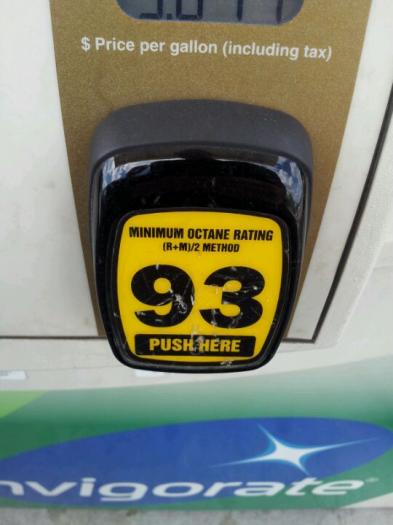 $ Price per gallon (including tax)
MINIMUM OCTANE RATING
(R+M)/2 METHOD
93
PUSH HERE
nvigorate®